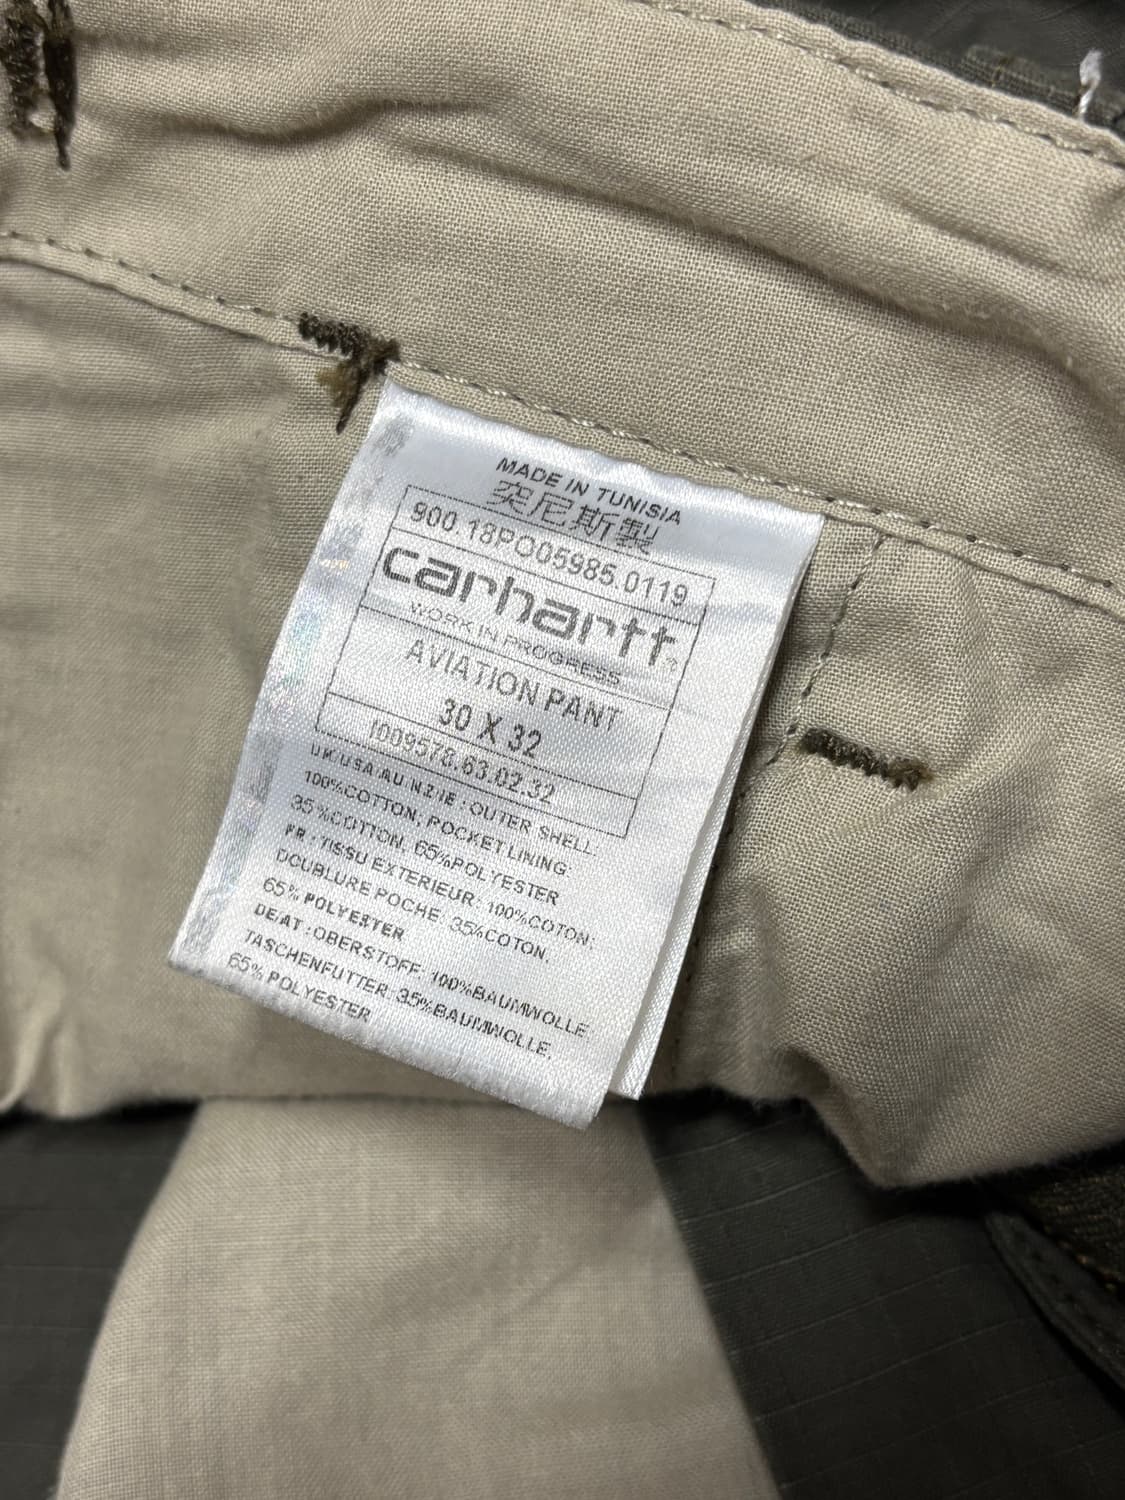 MADE IN TUNISIA
突尼斯製
900.18PO05985.0119
carhartt®
WORK IN PROGRESS
AVIATION PANT
30 X 32
I009578.63.02.32
UK USA AU NZ IE : OUTER SHELL:
100%COTTON, POCKET LINING:
35%COTTON, 65%POLYESTER
FR : TISSU EXTERIEUR: 100%COTON;
DOUBLURE POCHE: 35%COTON,
65% POLYESTER
DE/AT : OBERSTOFF: 100%BAUMWOLLE
TASCHENFUTTER: 35%BAUMWOLLE,
65% POLYESTER